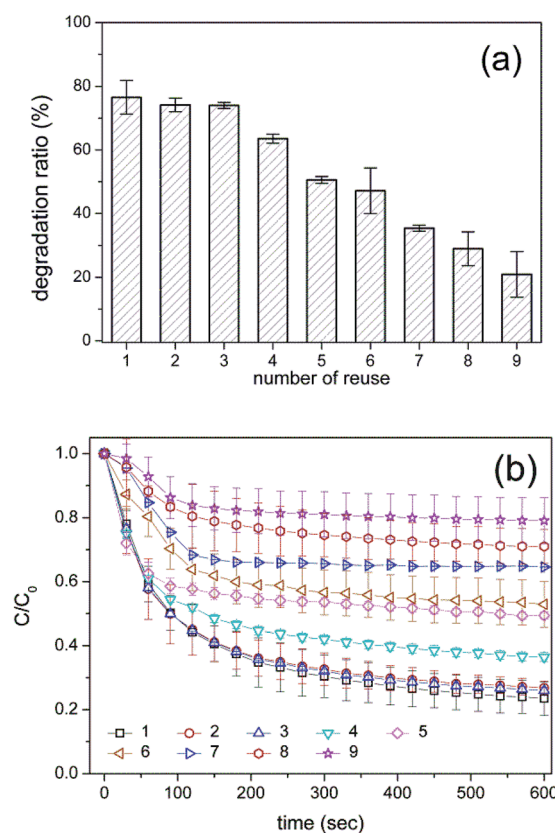 (a)
degradation ratio (%)
100
80
60
40
20
0
1 2 3 4 5 6 7 8 9
number of reuse
(b)
C/C0
1.0
0.8
0.6
0.4
0.2
0.0
1 2 3 4 5
6 7 8 9
0 100 200 300 400 500 600
time (sec)